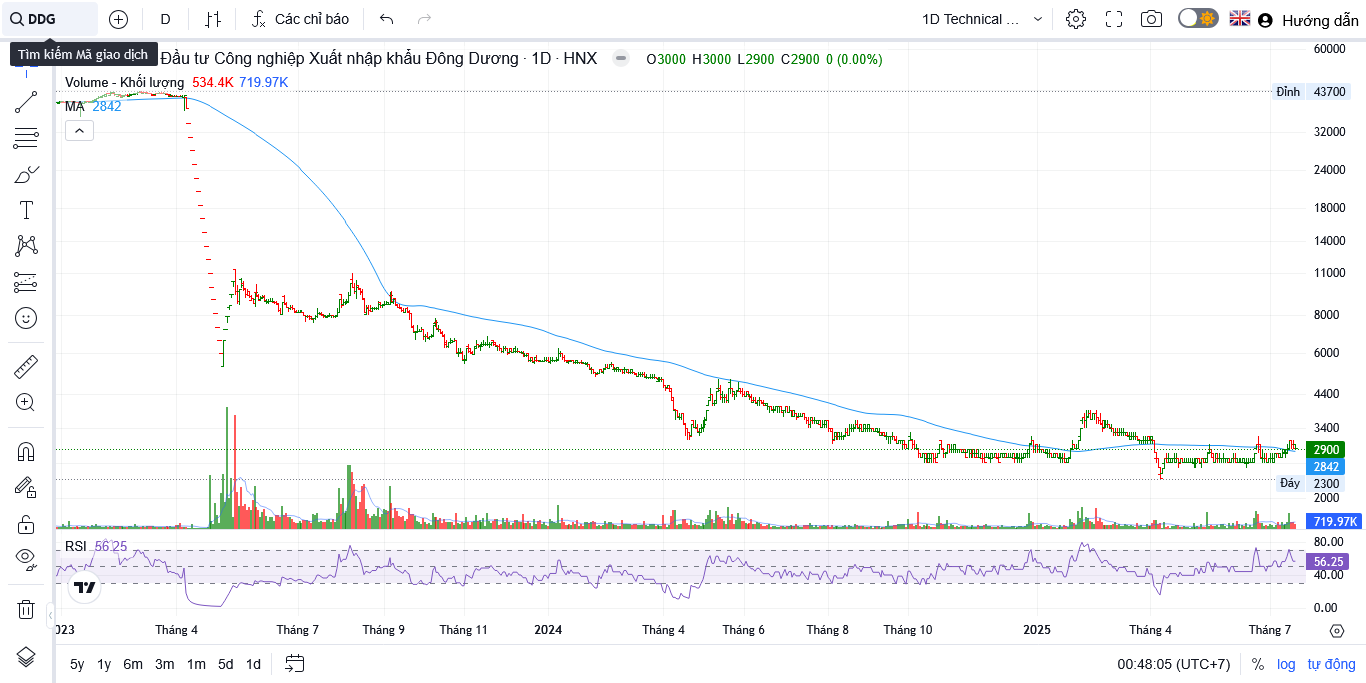 DDG
D
Các chỉ báo
1D Technical ...
Hướng dẫn
Tìm kiếm Mã giao dịch
Đầu tư Công nghiệp Xuất nhập khẩu Đông Dương · 1D · HNX
O3000 H3000 L2900 C2900 0 (0.00%)
Volume - Khối lượng 534.4K 719.97K
MA 2842
60000
Đỉnh 43700
32000
24000
18000
14000
11000
8000
6000
4400
3400
2900
2842
Đáy 2300
2000
719.97K
RSI 56.25
80.00
56.25
40.00
0.00
023 Tháng 4 Tháng 7 Tháng 9 Tháng 11 2024 Tháng 4 Tháng 6 Tháng 8 Tháng 10 2025 Tháng 4 Tháng 7
5y 1y 6m 3m 1m 5d 1d
00:48:05 (UTC+7) % log tự động